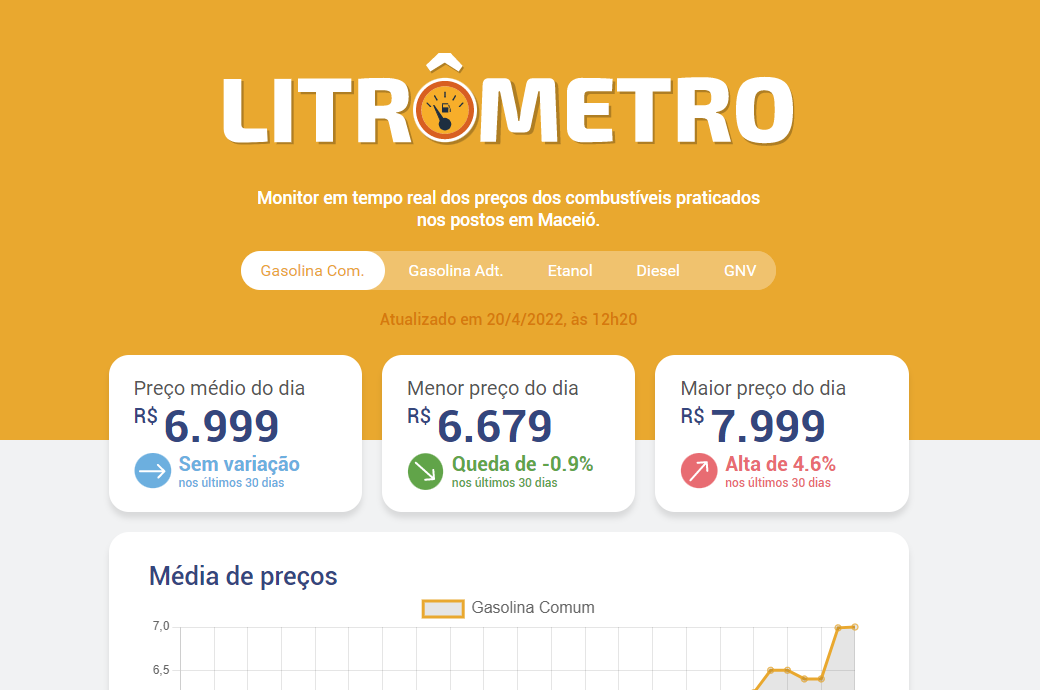 LITRÔMETRO
Monitor em tempo real dos preços dos combustíveis praticados
nos postos em Maceió.
Gasolina Com. Gasolina Adt. Etanol Diesel GNV
Atualizado em 20/4/2022, às 12h20
Preço médio do dia
R$ 6.999
Sem variação
nos últimos 30 dias
Menor preço do dia
R$ 6.679
Queda de -0.9%
nos últimos 30 dias
Maior preço do dia
R$ 7.999
Alta de 4.6%
nos últimos 30 dias
Média de preços
Gasolina Comum
7,0
6,5